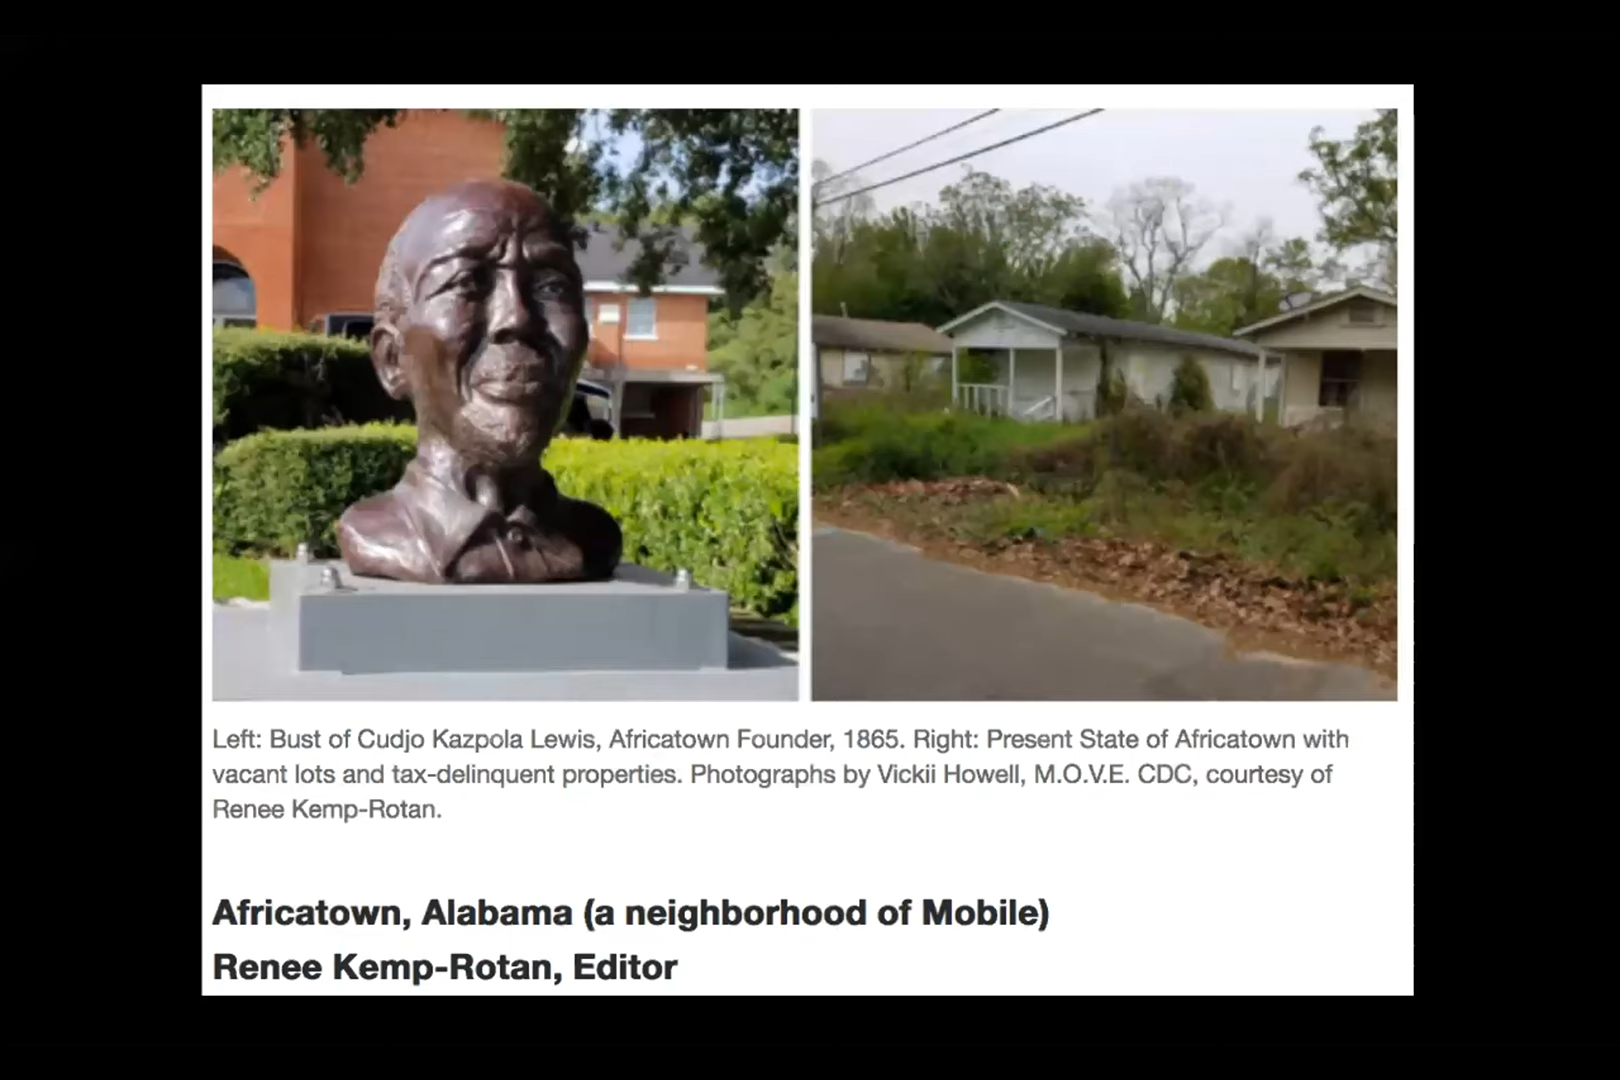 Left: Bust of Cudjo Kazpola Lewis, Africatown Founder, 1865. Right: Present State of Africatown with
vacant lots and tax-delinquent properties. Photographs by Vickii Howell, M.O.V.E. CDC, courtesy of
Renee Kemp-Rotan.
Africatown, Alabama (a neighborhood of Mobile)
Renee Kemp-Rotan, Editor